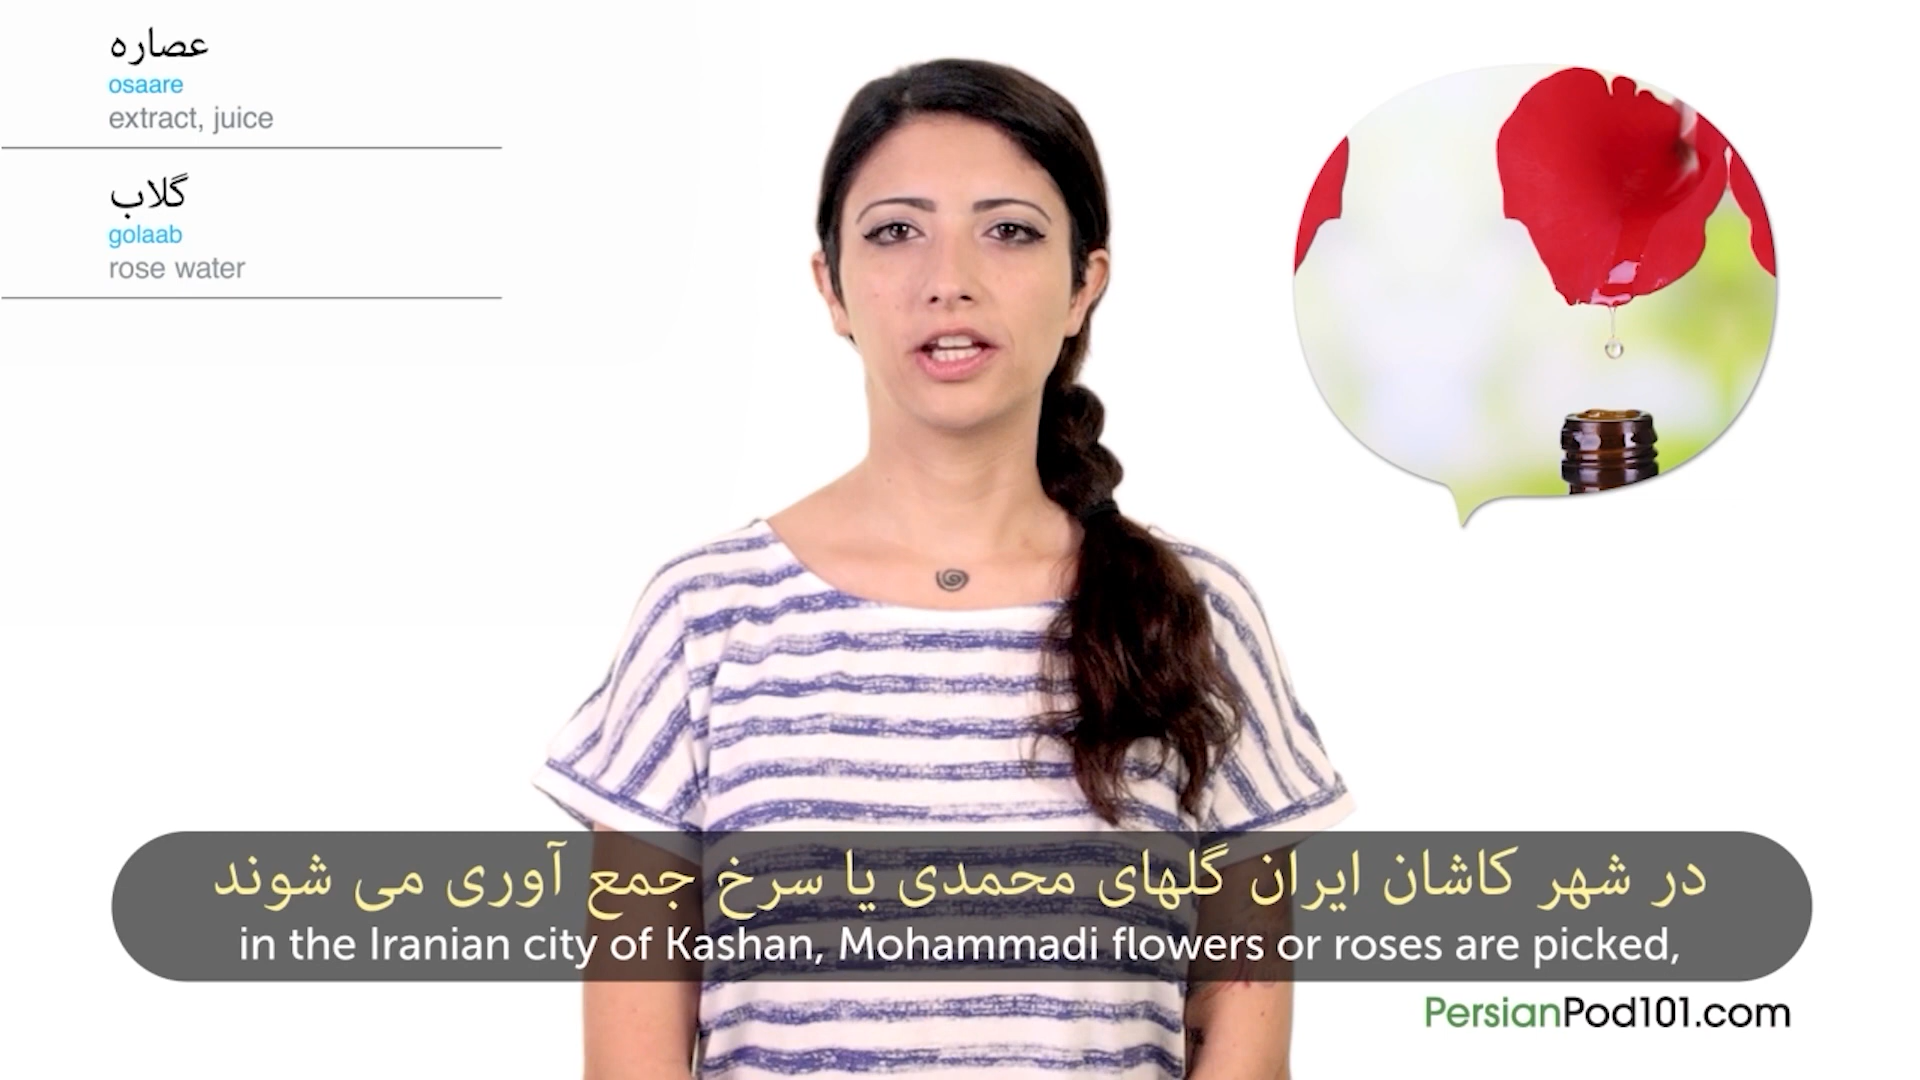 عصاره
osaare
extract, juice
گلاب
golaab
rose water
در شهر کاشان ایران گلهای محمدی یا سرخ جمع آوری می شوند
in the Iranian city of Kashan, Mohammadi flowers or roses are picked,
PersianPod101.com